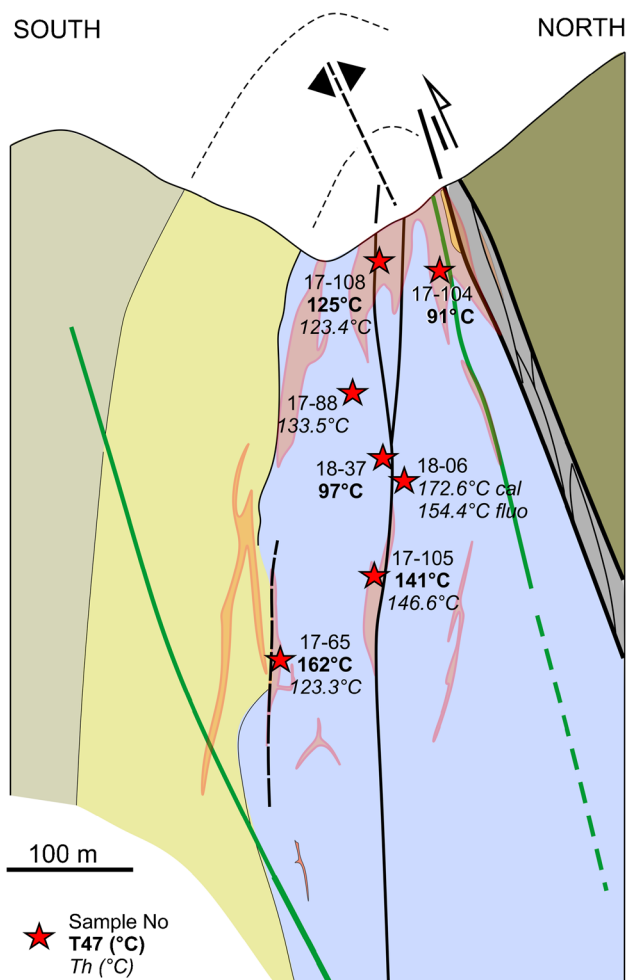 SOUTH
NORTH
17-108
125°C
123.4°C
17-104
91°C
17-88
133.5°C
18-37
97°C
18-06
172.6°C cal
154.4°C fluo
17-105
141°C
146.6°C
17-65
162°C
123.3°C
100 m
Sample No
T47 (°C)
Th (°C)